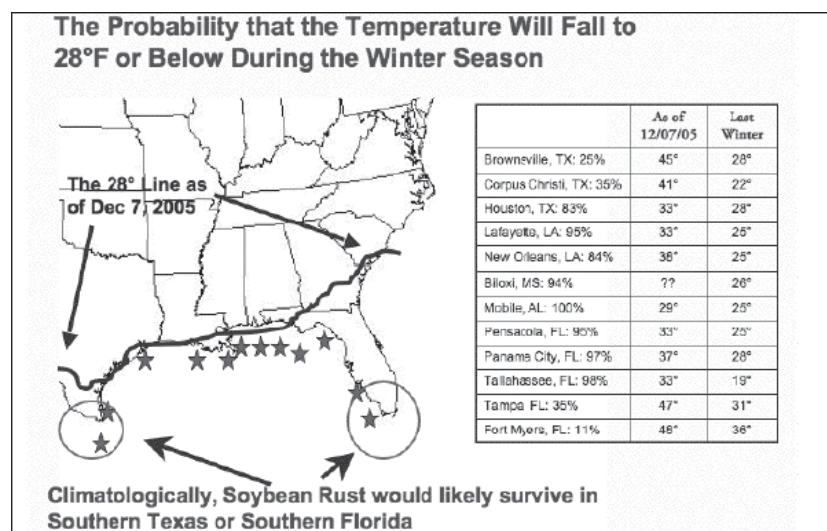 The Probability that the Temperature Will Fall to
28°F or Below During the Winter Season
The 28° Line as
of Dec 7, 2005
As of
12/07/05
Last
Winter
Brownsville, TX: 25% 45° 28°
Corpus Christi, TX: 35% 41° 22°
Houston, TX: 83% 33° 28°
Lafayette, LA: 95% 33° 25°
New Orleans, LA: 84% 38° 25°
Biloxi, MS: 94% ?? 26°
Mobile, AL: 100% 29° 25°
Pensacola, FL: 95% 33° 25°
Panama City, FL: 97% 37° 28°
Tallahassee, FL: 98% 33° 19°
Tampa FL: 35% 47° 31°
Fort Myers, FL: 11% 48° 36°
Climatologically, Soybean Rust would likely survive in
Southern Texas or Southern Florida